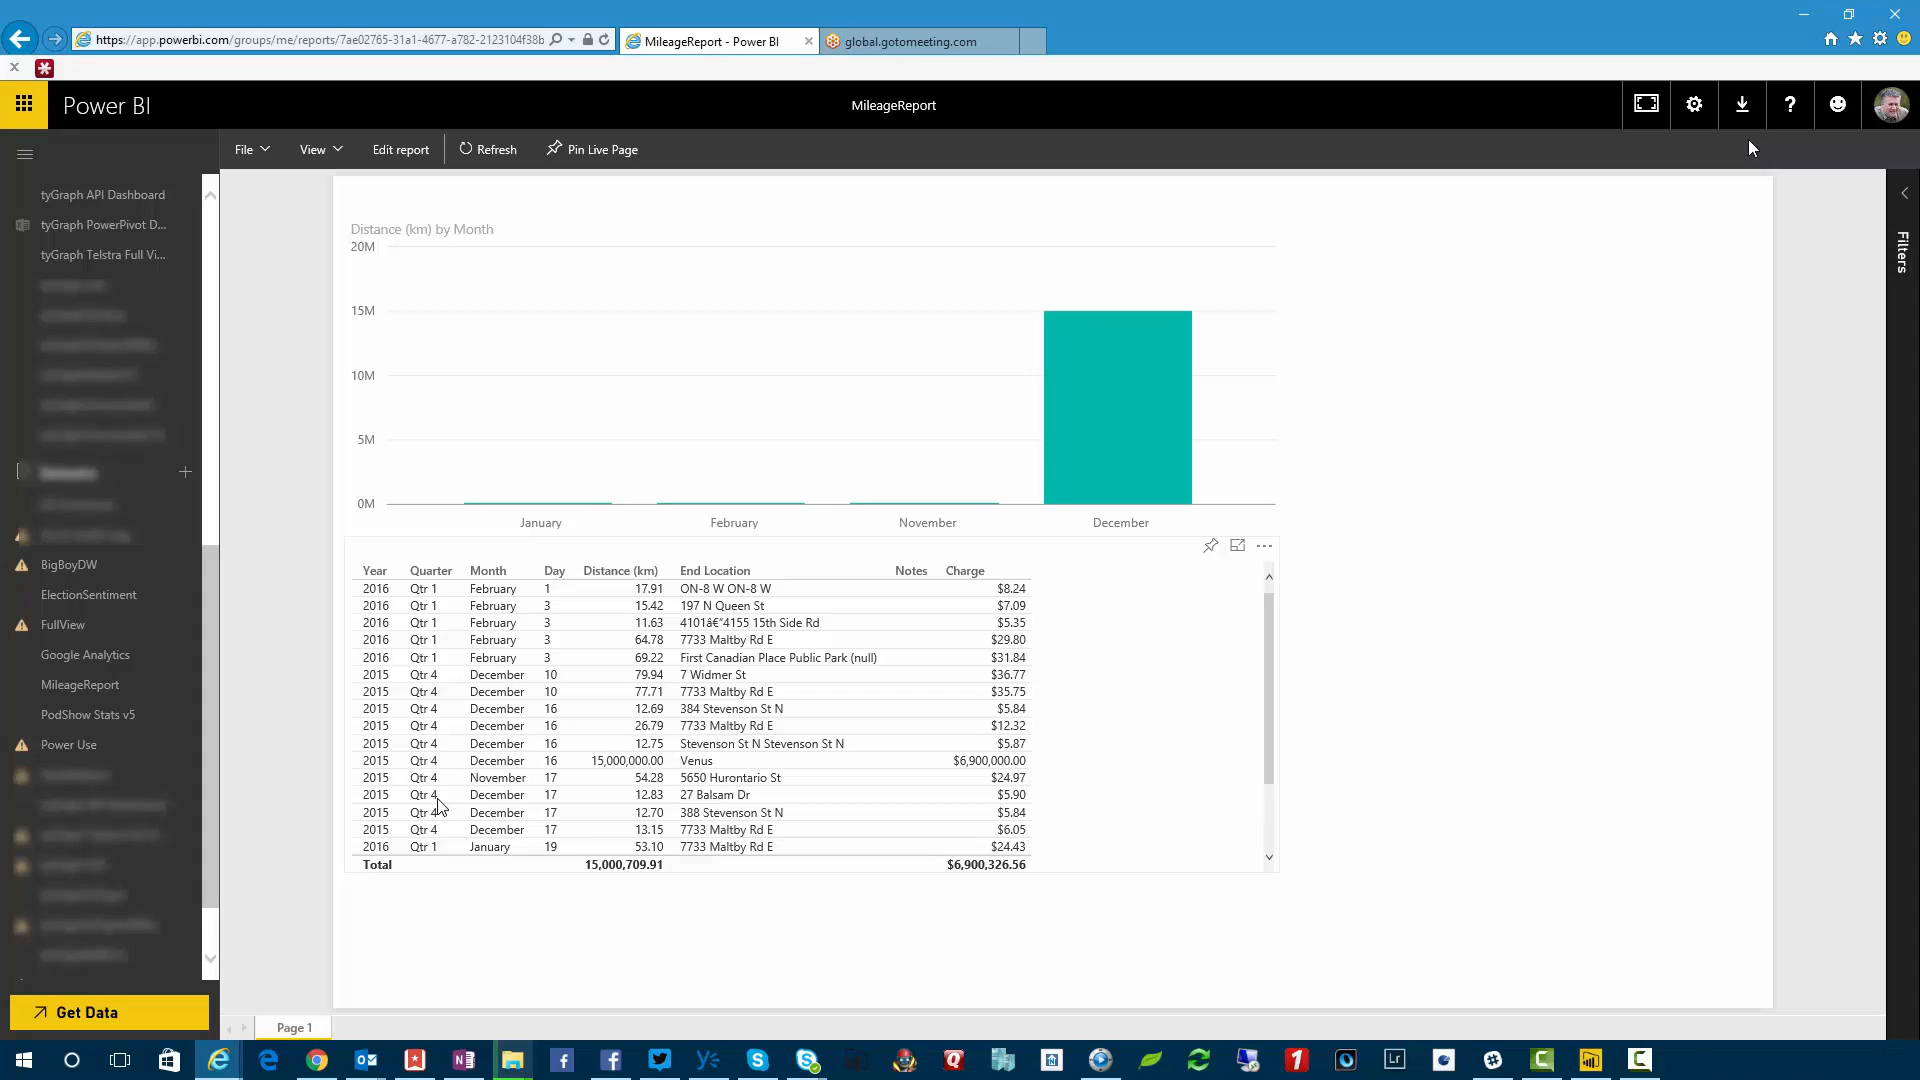 https://app.powerbi.com/groups/me/reports/7ae02765-31a1-4677-a782-2123104f38b
MileageReport - Power BI
global.gotomeeting.com
Power BI
MileageReport
File
View
Edit report
Refresh
Pin Live Page
tyGraph API Dashboard
tyGraph PowerPivot D...
tyGraph Telstra Full Vi...
BigBoyDW
ElectionSentiment
FullView
Google Analytics
MileageReport
PodShow Stats v5
Power Use
Get Data
Filters
Distance (km) by Month
20M
15M
10M
5M
0M
January February November December
Year Quarter Month Day Distance (km) End Location Notes Charge
2016 Qtr 1 February 1 17.91 ON-8 W ON-8 W $8.24
2016 Qtr 1 February 3 15.42 197 N Queen St $7.09
2016 Qtr 1 February 3 11.63 4101â€“4155 15th Side Rd $5.35
2016 Qtr 1 February 3 64.78 7733 Maltby Rd E $29.80
2016 Qtr 1 February 3 69.22 First Canadian Place Public Park (null) $31.84
2015 Qtr 4 December 10 79.94 7 Widmer St $36.77
2015 Qtr 4 December 10 77.71 7733 Maltby Rd E $35.75
2015 Qtr 4 December 16 12.69 384 Stevenson St N $5.84
2015 Qtr 4 December 16 26.79 7733 Maltby Rd E $12.32
2015 Qtr 4 December 16 12.75 Stevenson St N Stevenson St N $5.87
2015 Qtr 4 December 16 15,000,000.00 Venus $6,900,000.00
2015 Qtr 4 November 17 54.28 5650 Hurontario St $24.97
2015 Qtr 4 December 17 12.83 27 Balsam Dr $5.90
2015 Qtr 4 December 17 12.70 388 Stevenson St N $5.84
2015 Qtr 4 December 17 13.15 7733 Maltby Rd E $6.05
2016 Qtr 1 January 19 53.10 7733 Maltby Rd E $24.43
Total 15,000,709.91 $6,900,326.56
Page 1